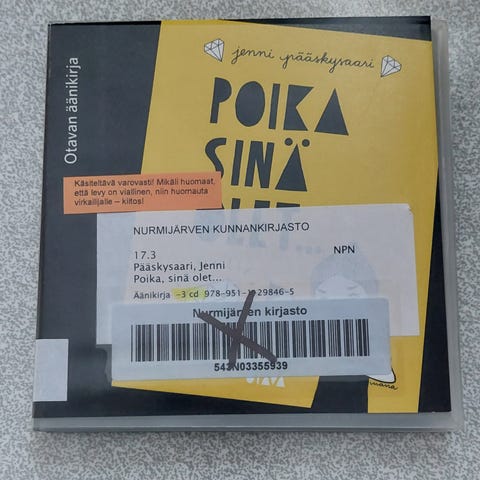 Otavan äänikirja
jenni pääskysaari
POIKA
SINÄ
OLET...
Käsiteltävä varovasti! Mikäli huomaat,
että levy on viallinen, niin huomauta
virkailijalle – kiitos!
NURMIJÄRVEN KUNNANKIRJASTO
17.3 NPN
Pääskysaari, Jenni
Poika, sinä olet...
Äänikirja -3 cd 978-951-1-29846-5
Nurmijärven kirjasto
543N03355939